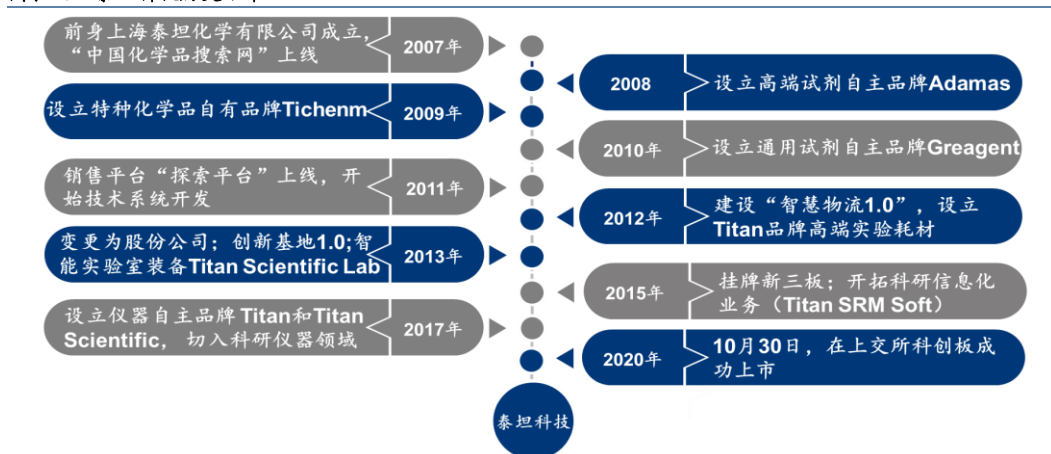 前身上海泰坦化学有限公司成立,
“中国化学品搜索网”上线
2007年
2008
设立高端试剂自主品牌Adamas
设立特种化学品自有品牌Tichenm
2009年
2010年
设立通用试剂自主品牌Greagent
销售平台“探索平台”上线，开
始技术系统开发
2011年
2012年
建设“智慧物流1.0”，设立
Titan品牌高端实验耗材
变更为股份公司；创新基地1.0;智
能实验室装备Titan Scientific Lab
2013年
2015年
挂牌新三板；开拓科研信息化
业务（Titan SRM Soft）
设立仪器自主品牌 Titan和Titan
Scientific， 切入科研仪器领域
2017年
2020年
10月30日，在上交所科创板成
功上市
泰坦科技